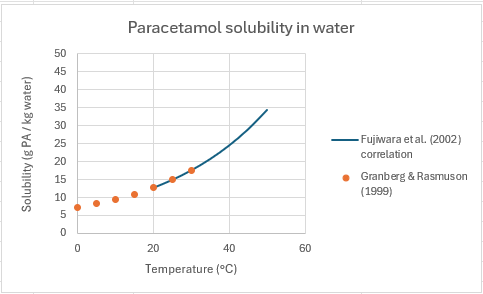 Paracetamol solubility in water
Solubility (g PA / kg water)
50
45
40
35
30
25
20
15
10
5
0
0 20 40 60
Temperature (ºC)
Fujiwara et al. (2002)
correlation
Granberg & Rasmuson
(1999)